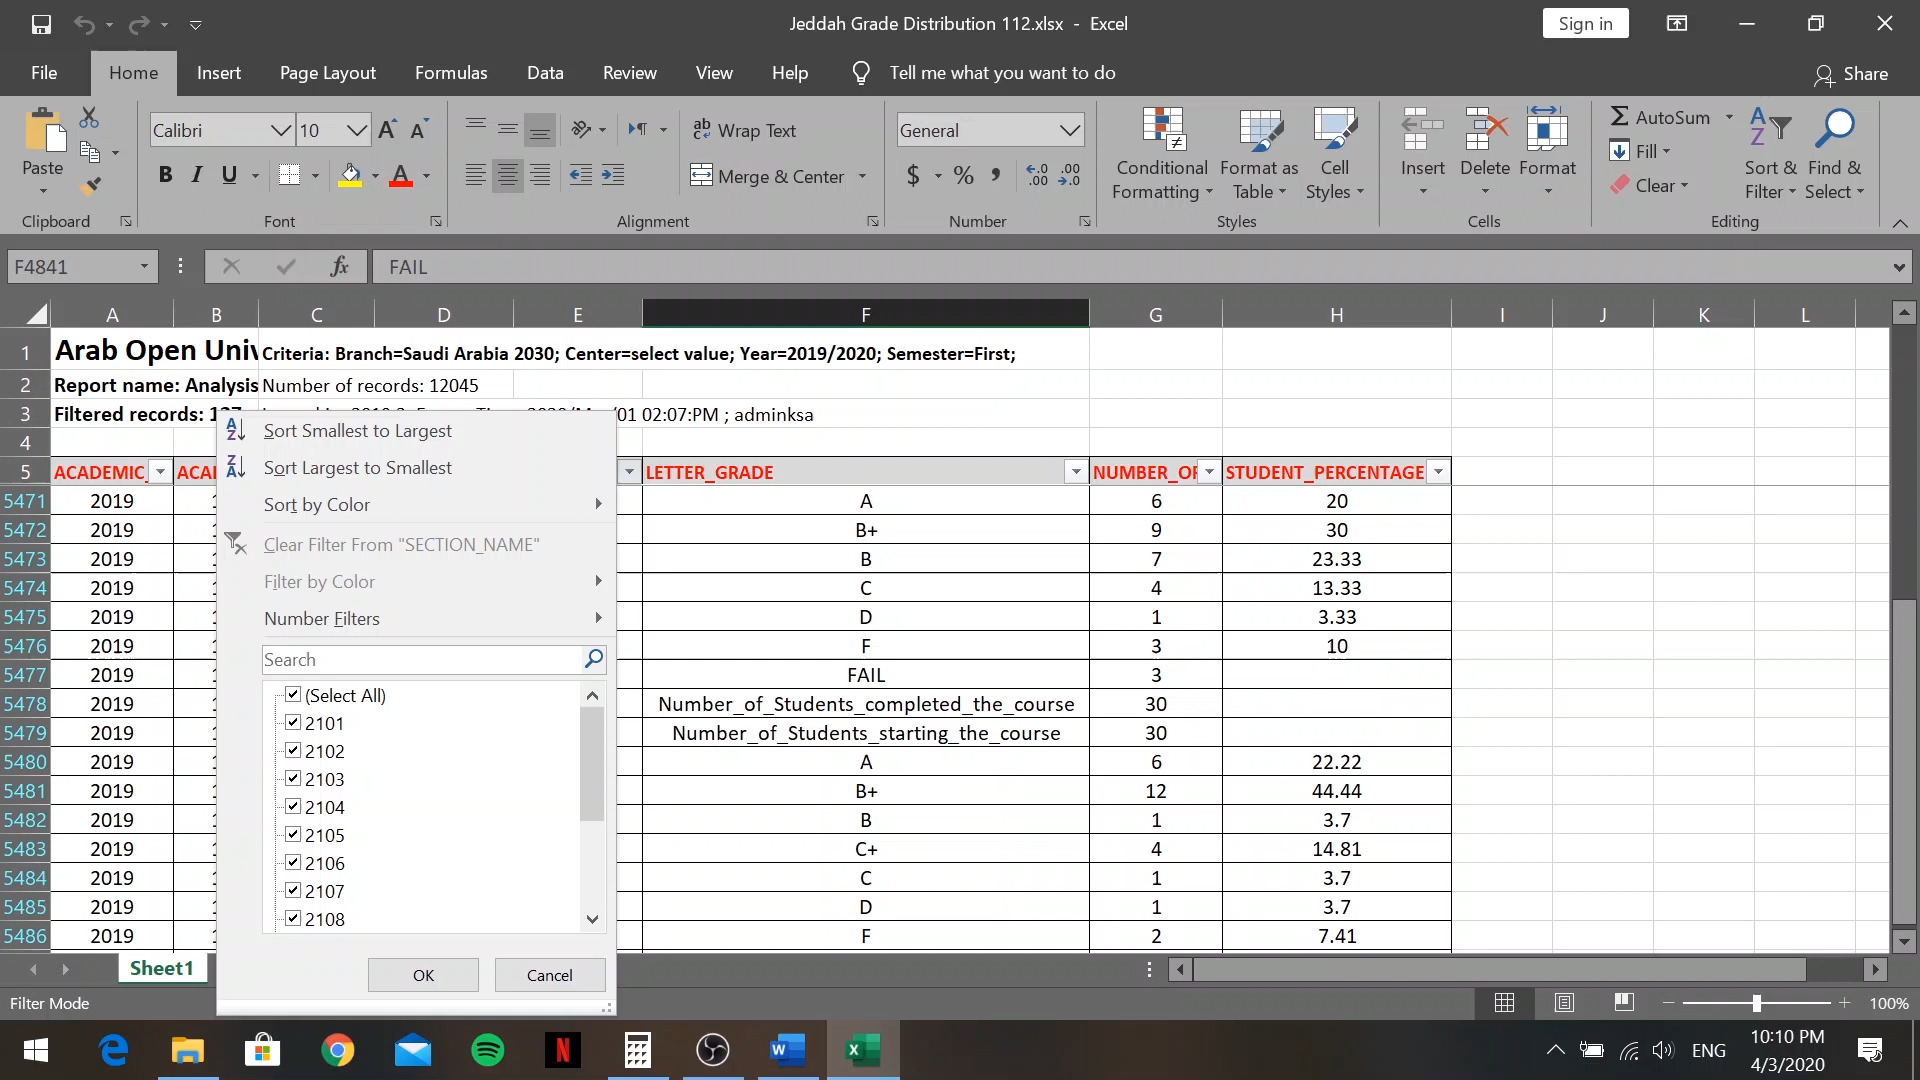 Jeddah Grade Distribution 112.xlsx - Excel
Sign in
File Home Insert Page Layout Formulas Data Review View Help Tell me what you want to do Share
Paste
Clipboard
Calibri 10
B I U
Font
Wrap Text
Merge & Center
Alignment
General
$ % ,
Number
Conditional Formatting
Format as Table
Cell Styles
Styles
Insert Delete Format
Cells
AutoSum
Fill
Clear
Sort & Filter
Find & Select
Editing
F4841 fx FAIL
A B C D E F G H I J K L
1 Arab Open Univ Criteria: Branch=Saudi Arabia 2030; Center=select value; Year=2019/2020; Semester=First;
2 Report name: Analysis Number of records: 12045
3 Filtered records: 01 02:07:PM ; adminksa
4
5 ACADEMIC_ ACA LETTER_GRADE NUMBER_OF STUDENT_PERCENTAGE
5471 2019 A 6 20
5472 2019 B+ 9 30
5473 2019 B 7 23.33
5474 2019 C 4 13.33
5475 2019 D 1 3.33
5476 2019 F 3 10
5477 2019 FAIL 3
5478 2019 Number_of_Students_completed_the_course 30
5479 2019 Number_of_Students_starting_the_course 30
5480 2019 A 6 22.22
5481 2019 B+ 12 44.44
5482 2019 B 1 3.7
5483 2019 C+ 4 14.81
5484 2019 C 1 3.7
5485 2019 D 1 3.7
5486 2019 F 2 7.41
Sort Smallest to Largest
Sort Largest to Smallest
Sort by Color
Clear Filter From "SECTION_NAME"
Filter by Color
Number Filters
Search
(Select All)
2101
2102
2103
2104
2105
2106
2107
2108
OK Cancel
Sheet1
Filter Mode 100%
ENG
10:10 PM
4/3/2020